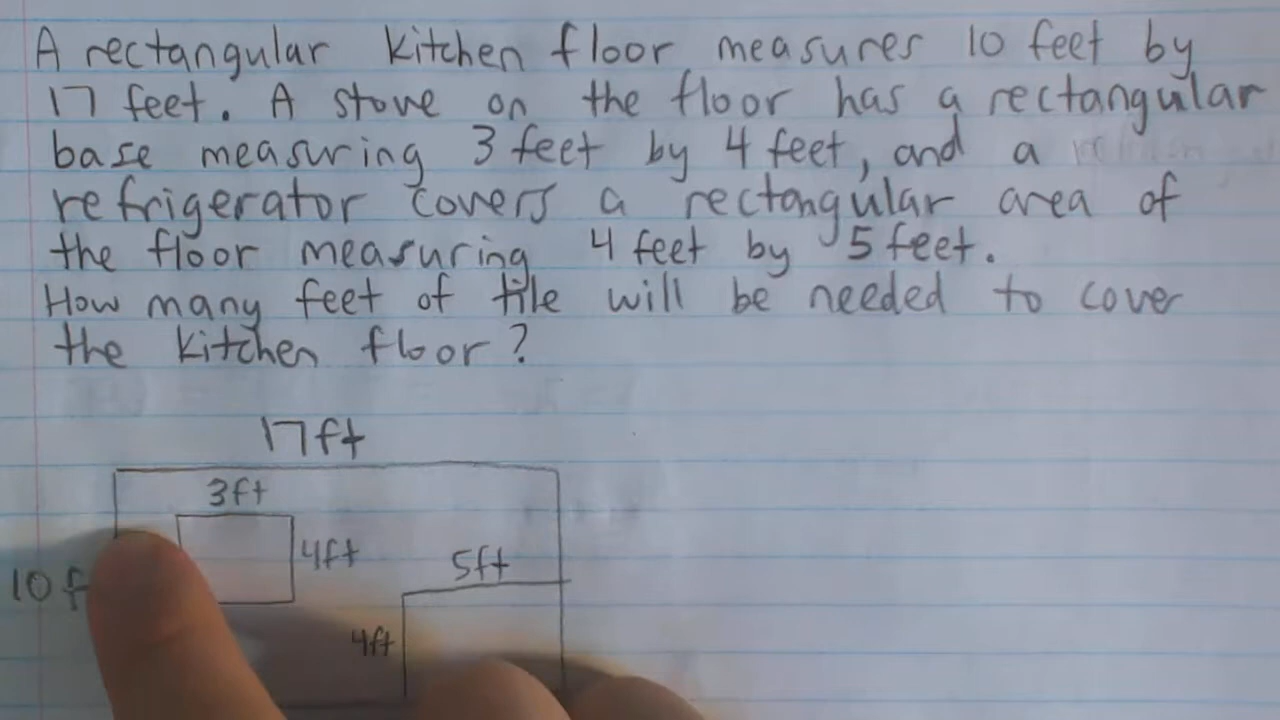 A rectangular kitchen floor measures 10 feet by
17 feet. A stove on the floor has a rectangular
base measuring 3 feet by 4 feet, and a
refrigerator covers a rectangular area of
the floor measuring 4 feet by 5 feet.
How many feet of tile will be needed to cover
the kitchen floor?
17ft
3ft
4ft
5ft
10 f
4ft